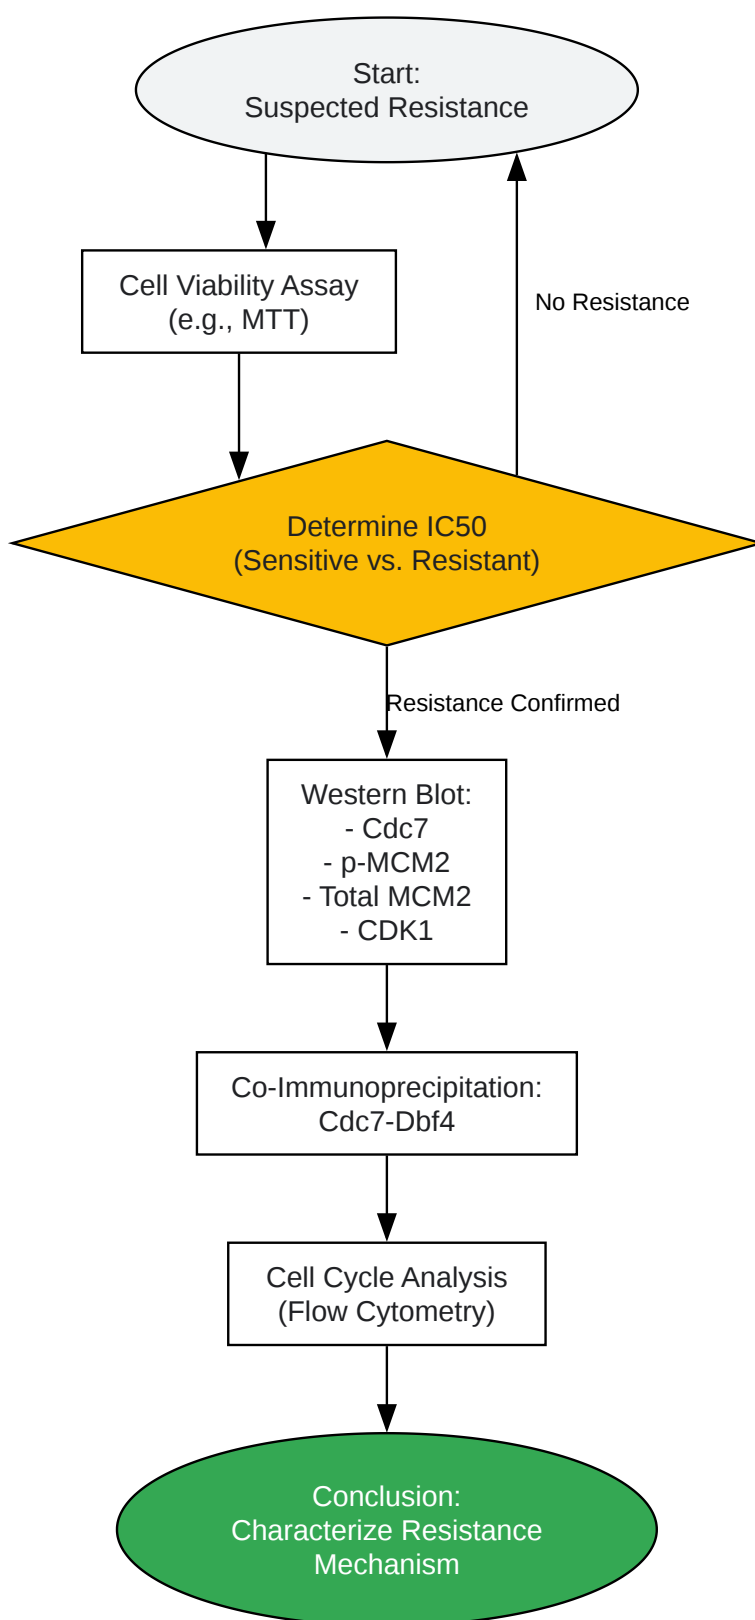 Start:
Suspected Resistance
Cell Viability Assay
(e.g., MTT)
No Resistance
Determine IC50
(Sensitive vs. Resistant)
Resistance Confirmed
Western Blot:
- Cdc7
- p-MCM2
- Total MCM2
- CDK1
Co-Immunoprecipitation:
Cdc7-Dbf4
Cell Cycle Analysis
(Flow Cytometry)
Conclusion:
Characterize Resistance
Mechanism